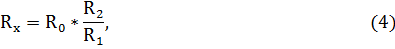 Rₓ = R₀ * R₂/R₁, (4)